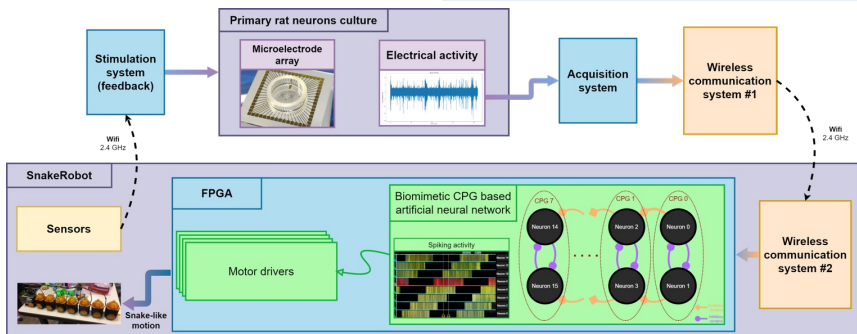 Primary rat neurons culture
Microelectrode
array
Electrical activity
Stimulation
system
(feedback)
Acquisition
system
Wireless
communication
system #1
Wifi
2.4 GHz
Wifi
2.4 GHz
SnakeRobot
Sensors
FPGA
Motor drivers
Biomimetic CPG based
artificial neural network
Spiking activity
CPG 7
CPG 1
CPG 0
Neuron 14
Neuron 2
Neuron 0
Neuron 15
Neuron 3
Neuron 1
Wireless
communication
system #2
Snake-like
motion